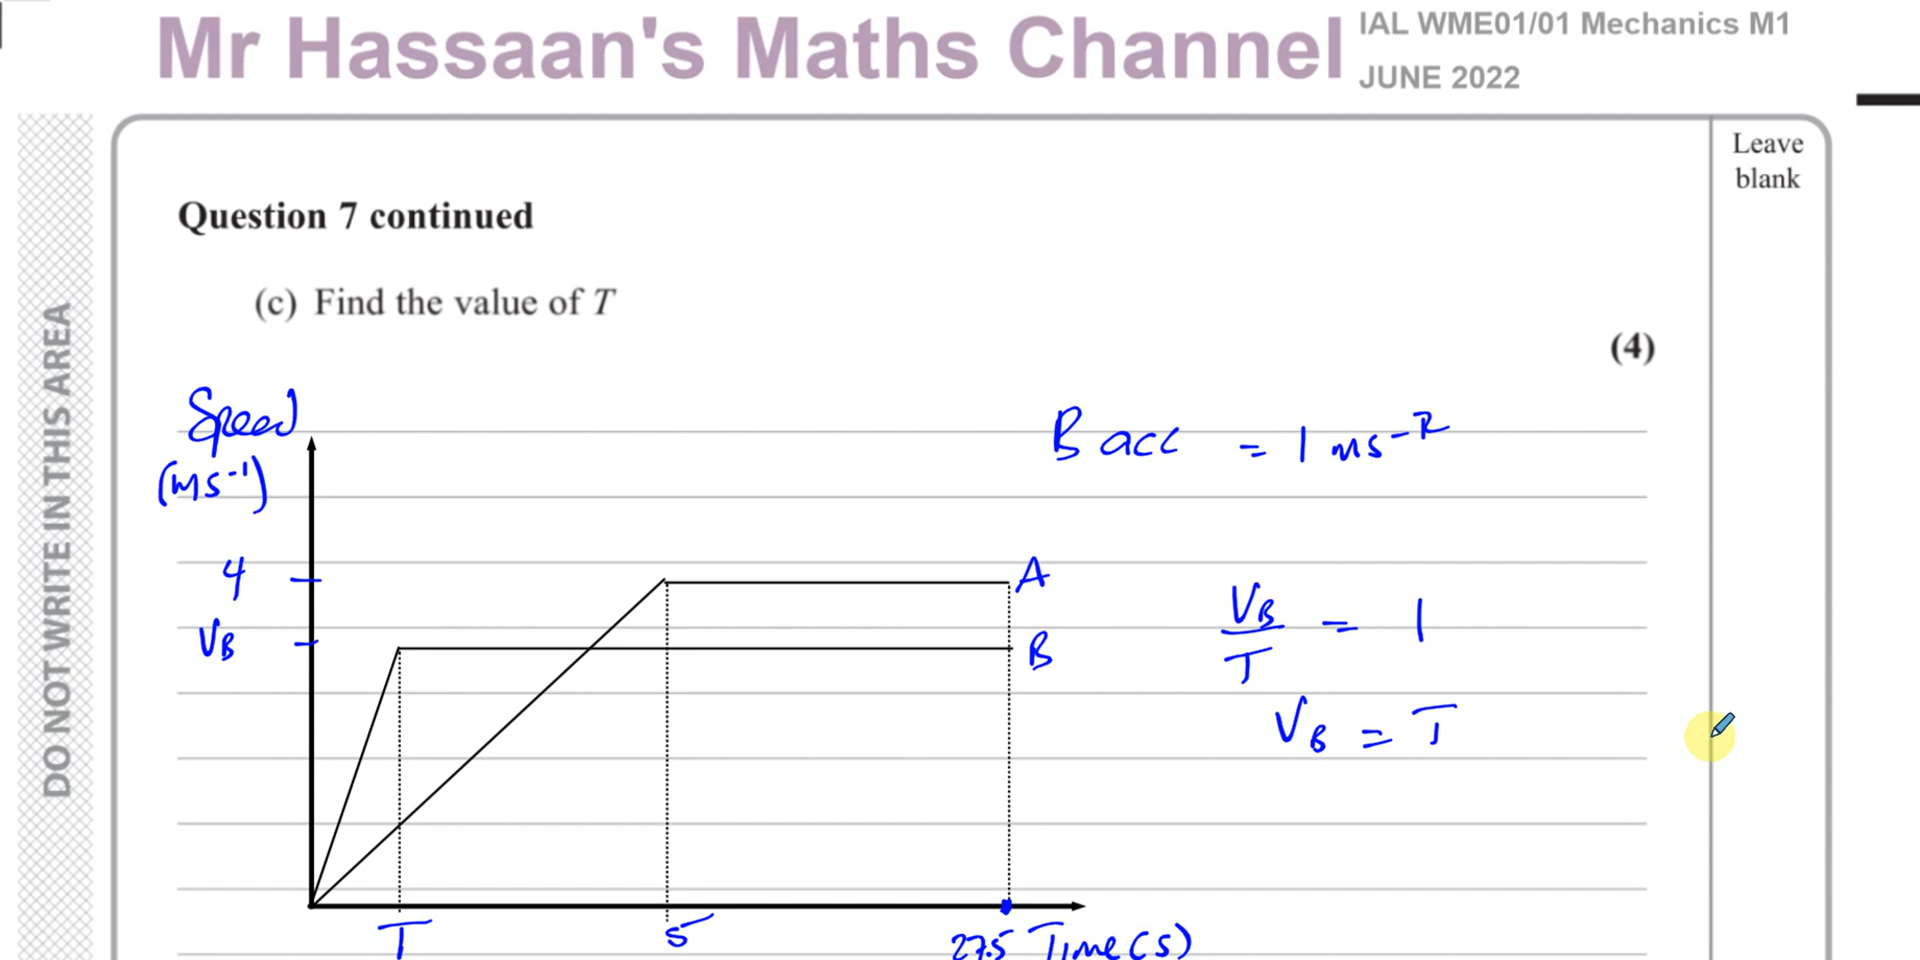 Mr Hassaan's Maths Channel
IAL WME01/01 Mechanics M1
JUNE 2022
Leave
blank
DO NOT WRITE IN THIS AREA
Question 7 continued
(c) Find the value of T
(4)
Speed
(ms⁻¹)
B acc = 1 ms⁻²
4
A
V_B
B
V_B/T = 1
V_B = T
T
5
27.5
Time (s)